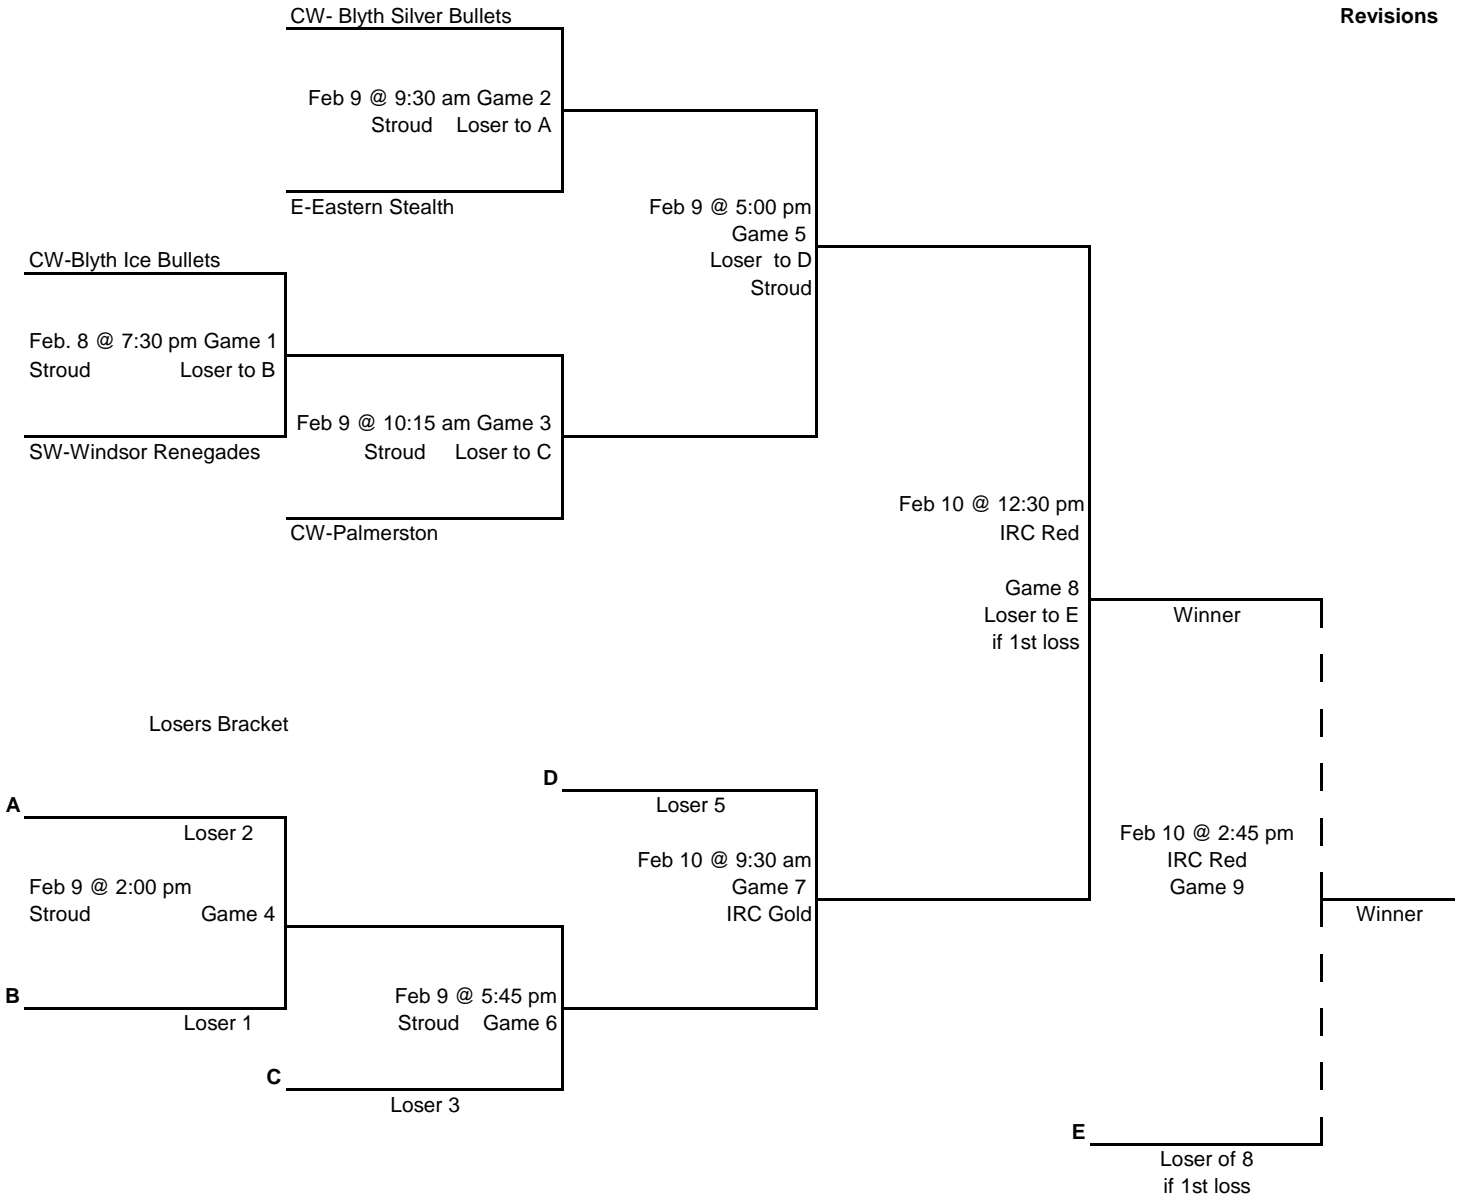 CW- Blyth Silver Bullets
Revisions
Feb 9 @ 9:30 am Game 2
Stroud Loser to A
E-Eastern Stealth
Feb 9 @ 5:00 pm
Game 5
Loser to D
Stroud
CW-Blyth Ice Bullets
Feb. 8 @ 7:30 pm Game 1
Stroud Loser to B
SW-Windsor Renegades
Feb 9 @ 10:15 am Game 3
Stroud Loser to C
CW-Palmerston
Feb 10 @ 12:30 pm
IRC Red
Game 8
Loser to E
if 1st loss
Winner
Losers Bracket
A
Loser 2
Feb 9 @ 2:00 pm
Stroud Game 4
B
Loser 1
D
Loser 5
Feb 10 @ 9:30 am
Game 7
IRC Gold
Feb 9 @ 5:45 pm
Stroud Game 6
C
Loser 3
Feb 10 @ 2:45 pm
IRC Red
Game 9
Winner
E
Loser of 8
if 1st loss